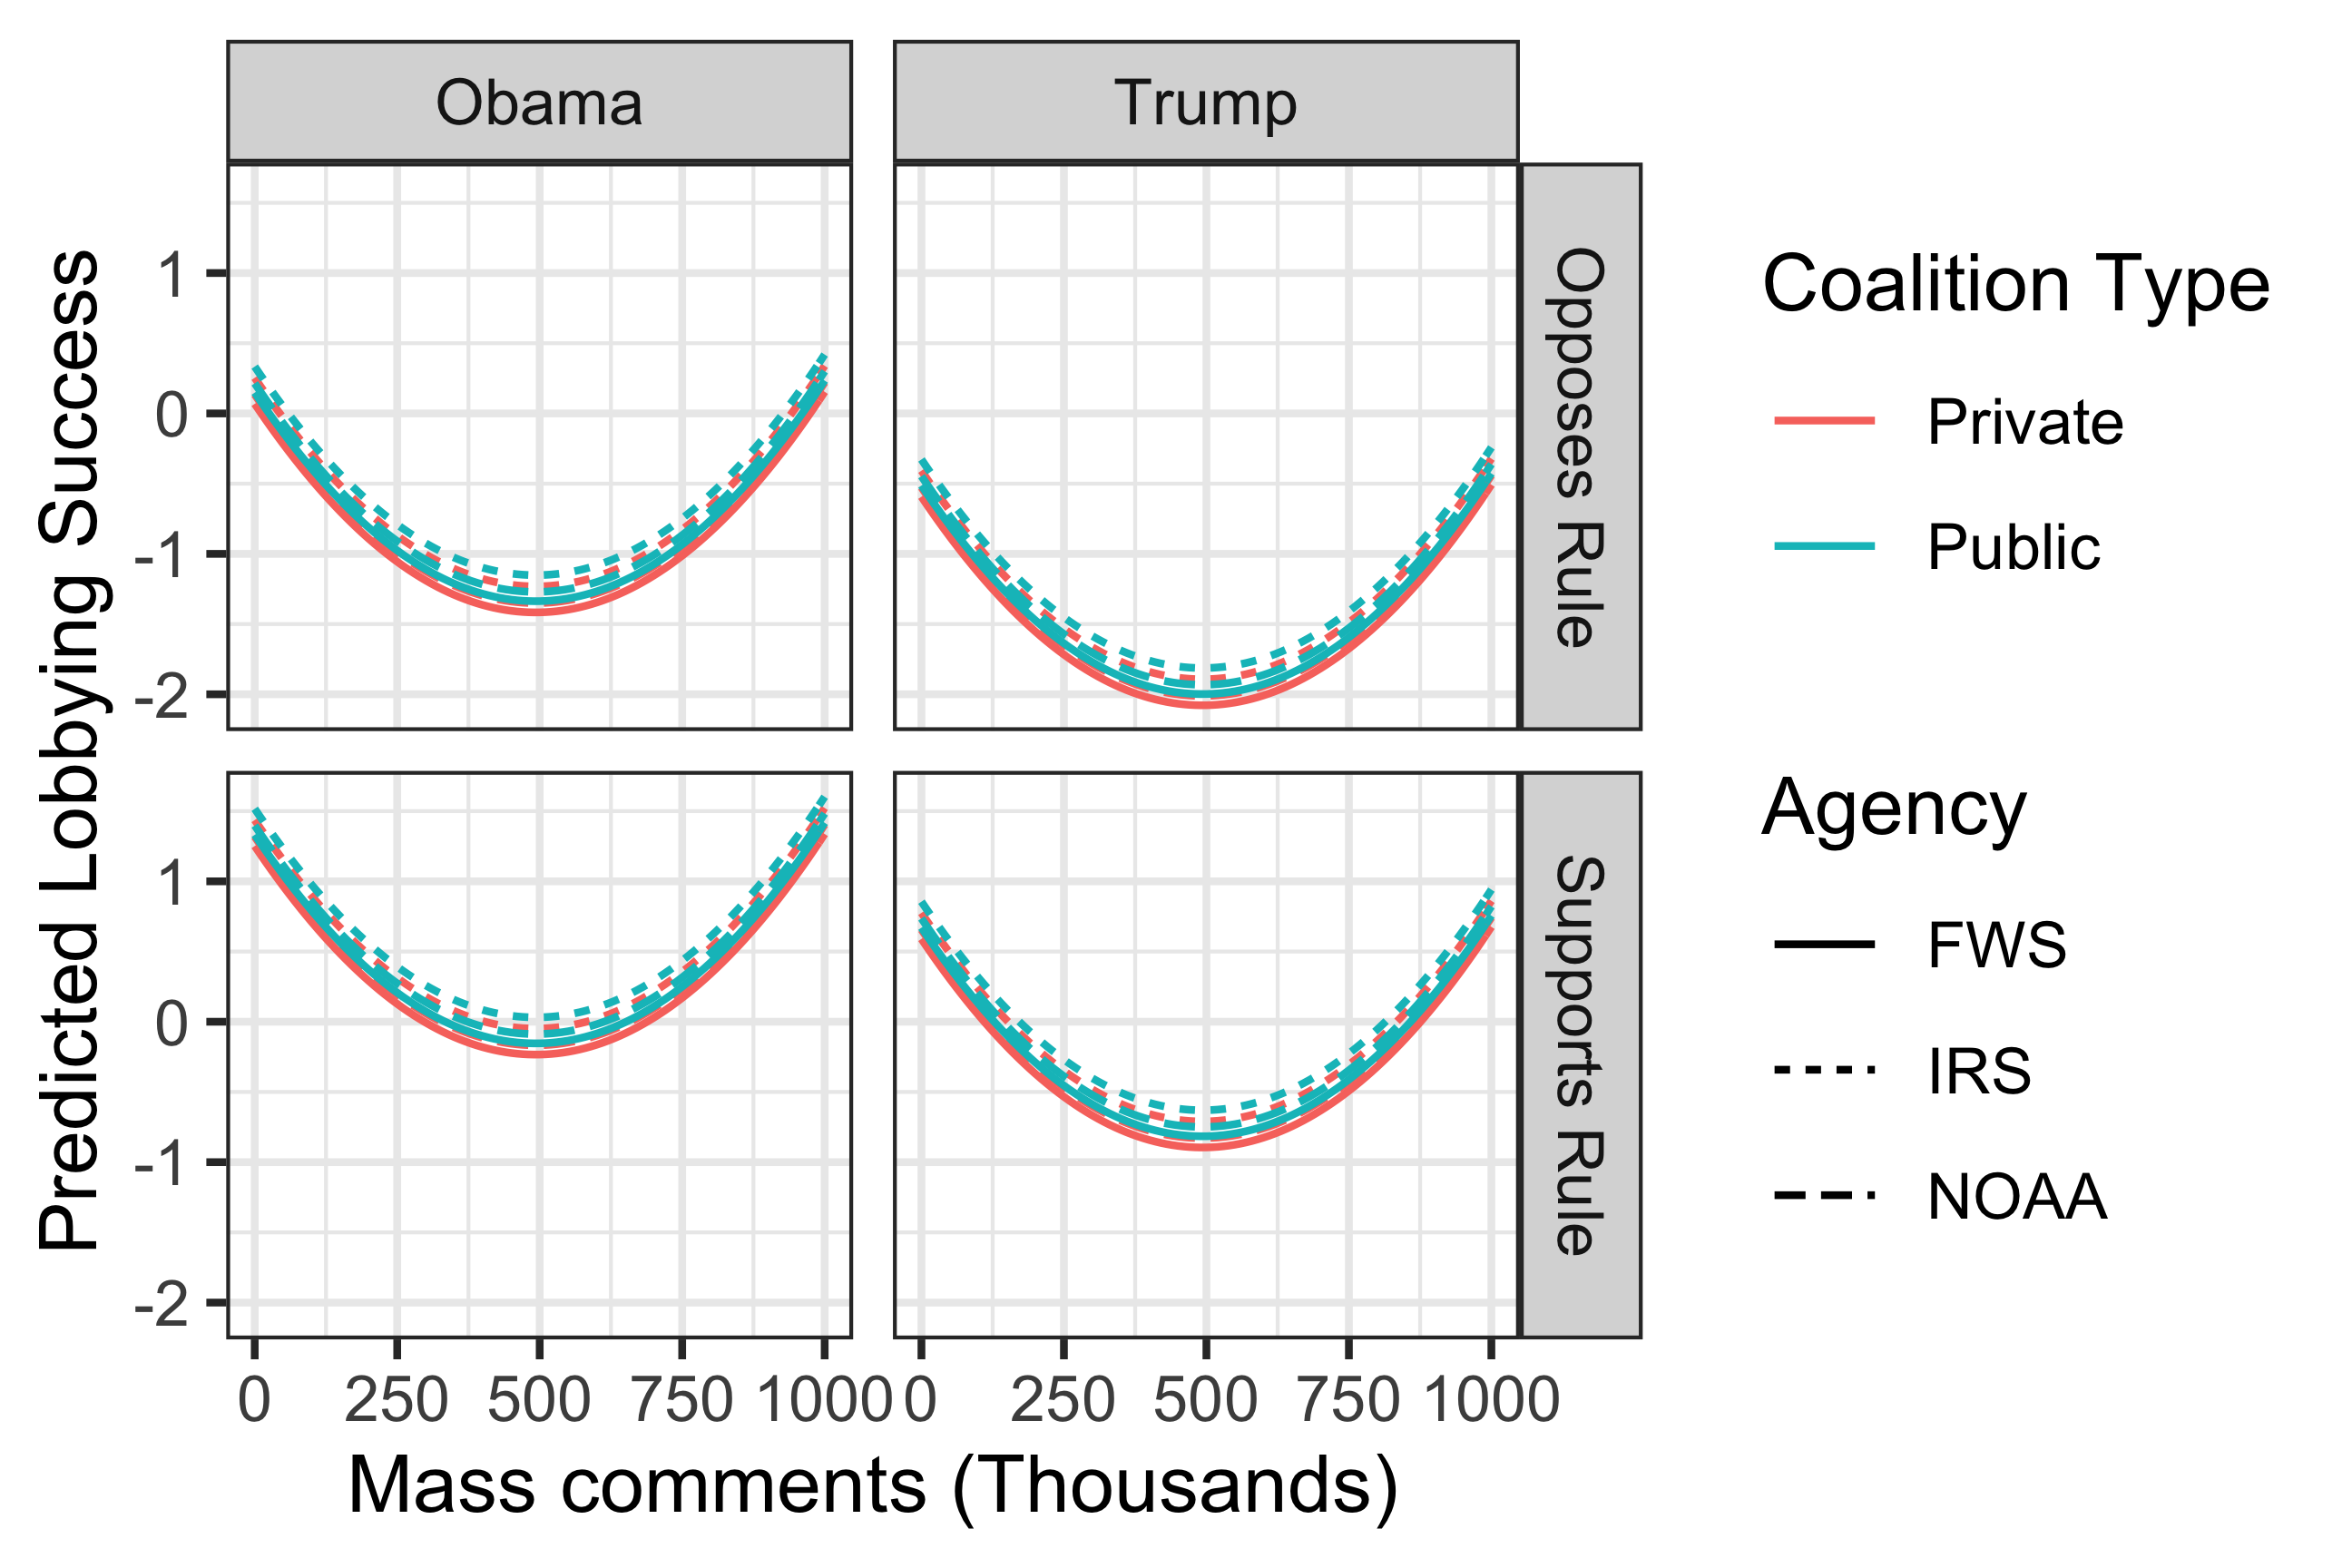 Obama
Trump
Opposes Rule
Supports Rule
Predicted Lobbying Success
1
0
-1
-2
1
0
-1
-2
0 250 500 750 1000
0 250 500 750 1000
Mass comments (Thousands)
Coalition Type
Private
Public
Agency
FWS
IRS
NOAA